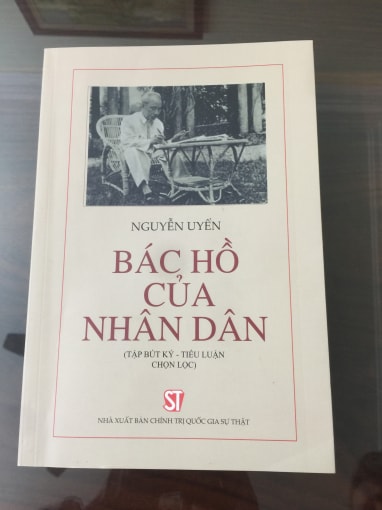 NGUYỄN UYỂN
BÁC HỒ
CỦA
NHÂN DÂN
(TẬP BÚT KÝ - TIỂU LUẬN
CHỌN LỌC)
ST
NHÀ XUẤT BẢN CHÍNH TRỊ QUỐC GIA SỰ THẬT